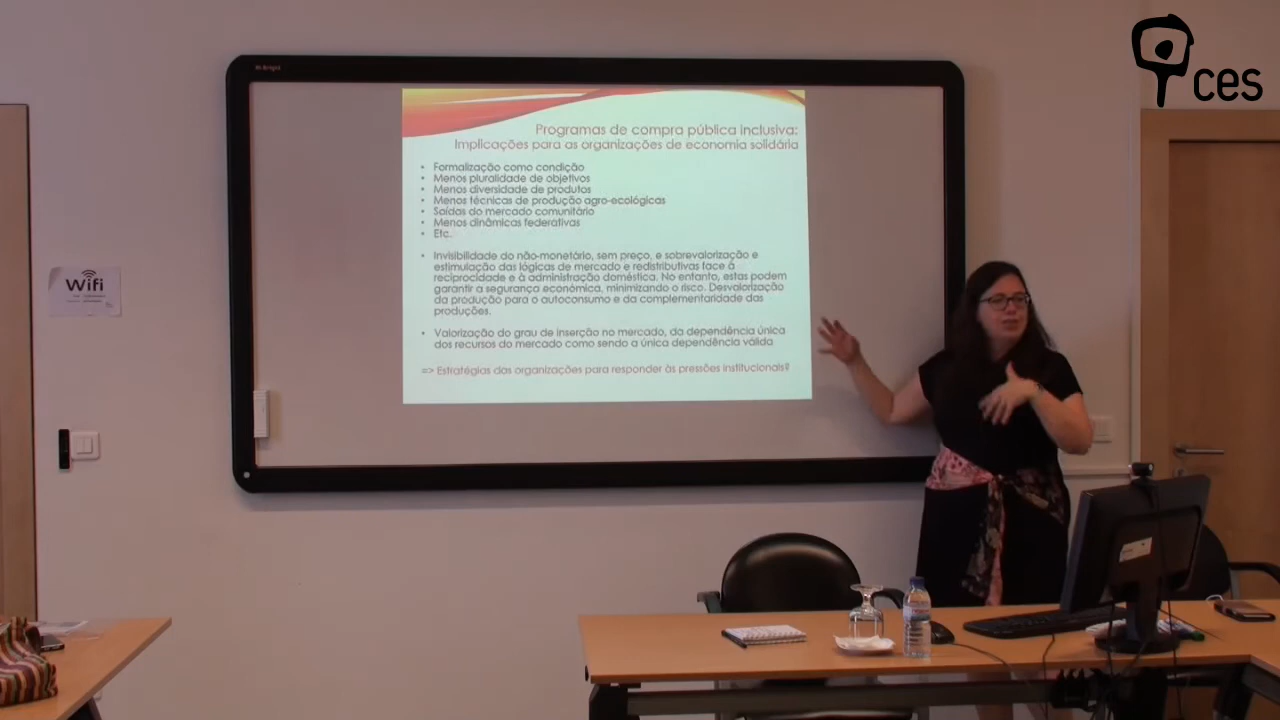 ces
Programas de compra pública inclusiva:
Implicações para as organizações de economia solidária
• Formalização como condição
• Menos pluralidade de objetivos
• Menos diversidade de produtos
• Menos técnicas de produção agro-ecológicas
• Saídas do mercado comunitário
• Menos dinâmicas federativas
• Etc.
• Invisibilidade do não-monetário, sem preço, e sobrevalorização e
estimulação das lógicas de mercado e redistributivas face à
reciprocidade e à administração doméstica. No entanto, estas podem
garantir a segurança económica, minimizando o risco. Desvalorização
da produção para o autoconsumo e da complementaridade das
produções.
• Valorização do grau de inserção no mercado, da dependência única
dos recursos do mercado como sendo a única dependência válida
=> Estratégias das organizações para responder às pressões institucionais?
Wifi